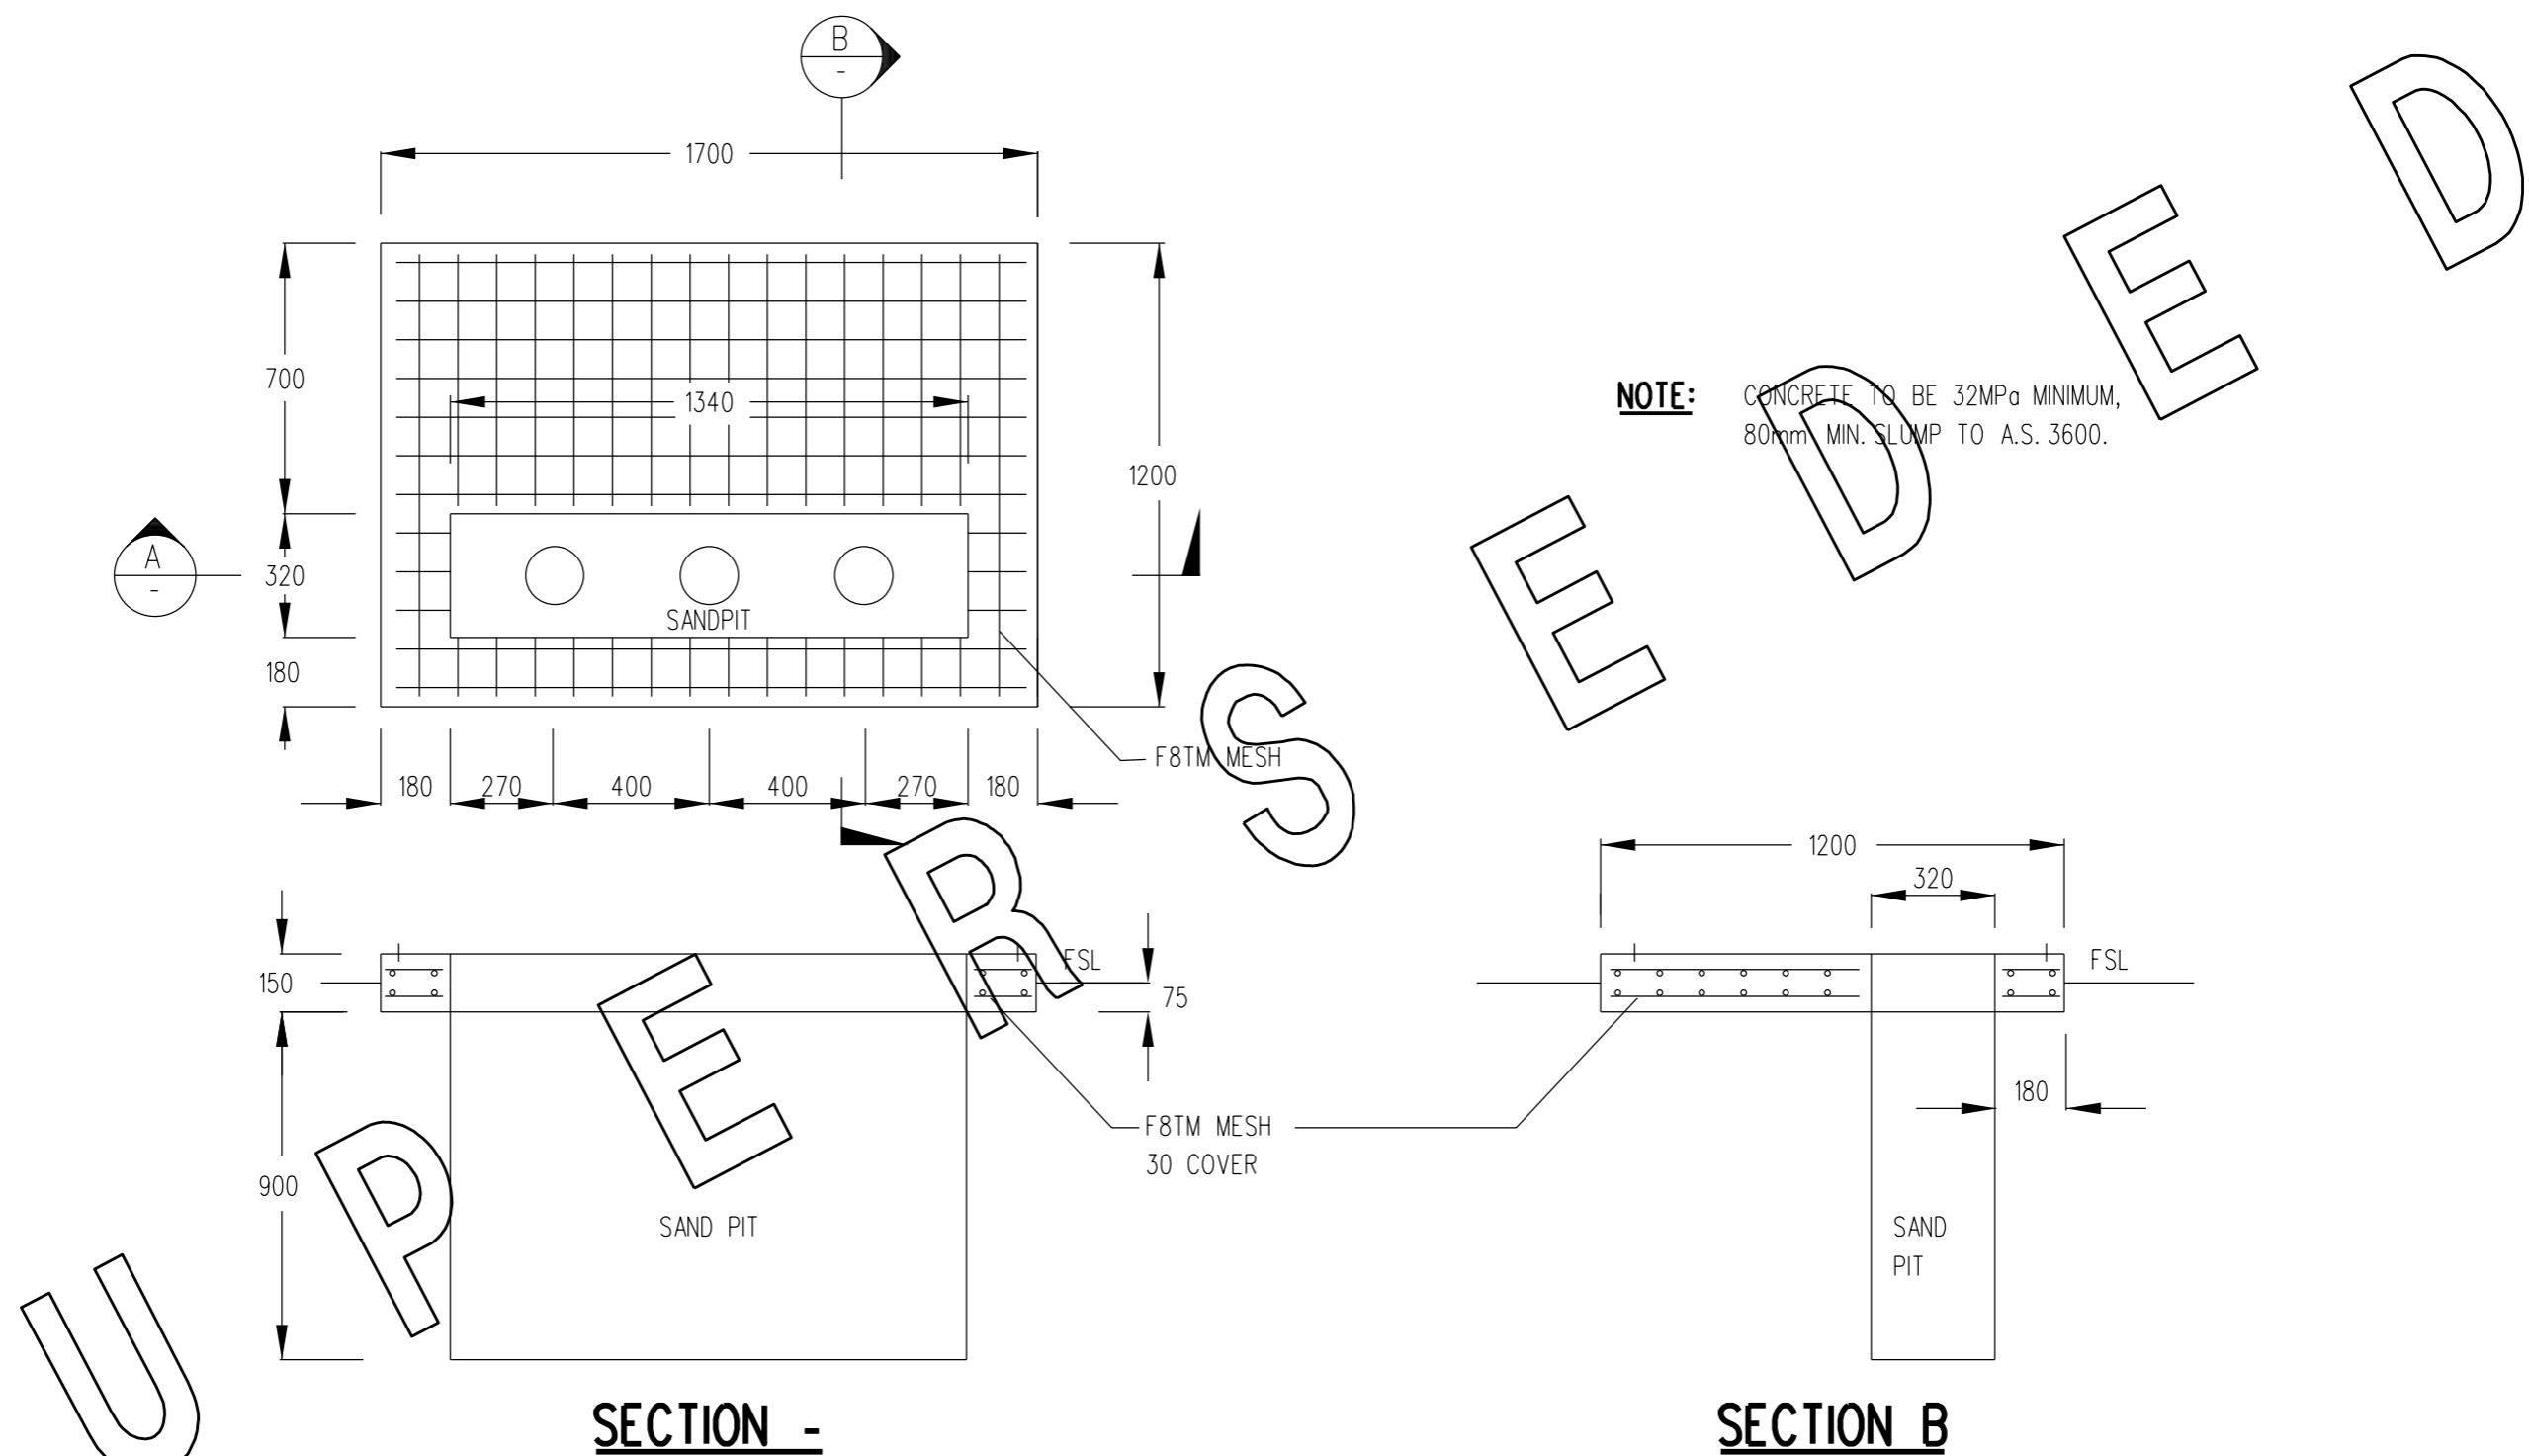 B
-
1700
700
1340
NOTE: CONCRETE TO BE 32MPa MINIMUM,
80mm MIN. SLUMP TO A.S. 3600.
1200
A
-
320
SANDPIT
180
F8TM MESH
180 270 400 400 270 180
1200
320
FSL
FSL
150
75
180
F8TM MESH
30 COVER
900
SAND PIT
SAND
PIT
SECTION -
SECTION B
UPERSEDED